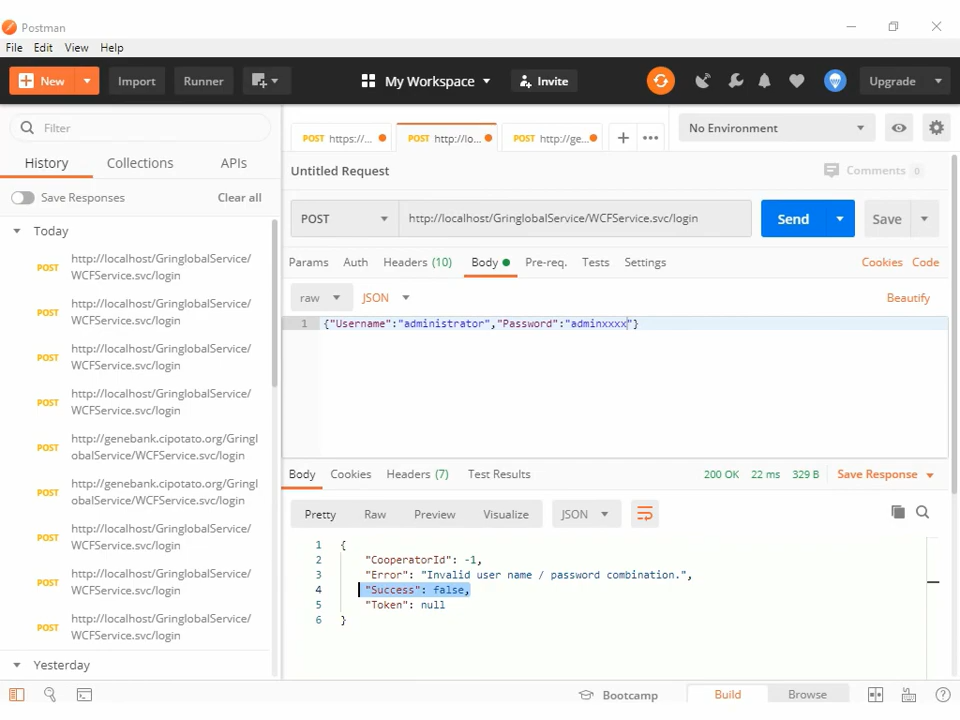 Postman
File Edit View Help
New Import Runner My Workspace Invite Upgrade
Filter
History Collections APIs
Save Responses Clear all
Today
POST http://localhost/GringlobalService/
WCFService.svc/login
POST http://localhost/GringlobalService/
WCFService.svc/login
POST http://localhost/GringlobalService/
WCFService.svc/login
POST http://localhost/GringlobalService/
WCFService.svc/login
POST http://genebank.cipotato.org/Gringl
obalService/WCFService.svc/login
POST http://genebank.cipotato.org/Gringl
obalService/WCFService.svc/login
POST http://localhost/GringlobalService/
WCFService.svc/login
POST http://localhost/GringlobalService/
WCFService.svc/login
POST http://localhost/GringlobalService/
WCFService.svc/login
Yesterday
POST https://... POST http://lo... POST http://ge... No Environment
Untitled Request Comments 0
POST http://localhost/GringlobalService/WCFService.svc/login Send Save
Params Auth Headers (10) Body Pre-req. Tests Settings Cookies Code
raw JSON Beautify
1 {"Username":"administrator","Password":"adminxxxx"}
Body Cookies Headers (7) Test Results 200 OK 22 ms 329 B Save Response
Pretty Raw Preview Visualize JSON
1 {
2 "CooperatorId": -1,
3 "Error": "Invalid user name / password combination.",
4 "Success": false,
5 "Token": null
6 }
Bootcamp Build Browse